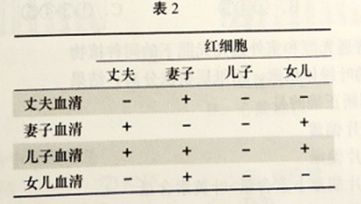 表 2
红细胞
丈夫 妻子 儿子 女儿
丈夫血清 − + − −
妻子血清 + − − +
儿子血清 + + − +
女儿血清 − + − −